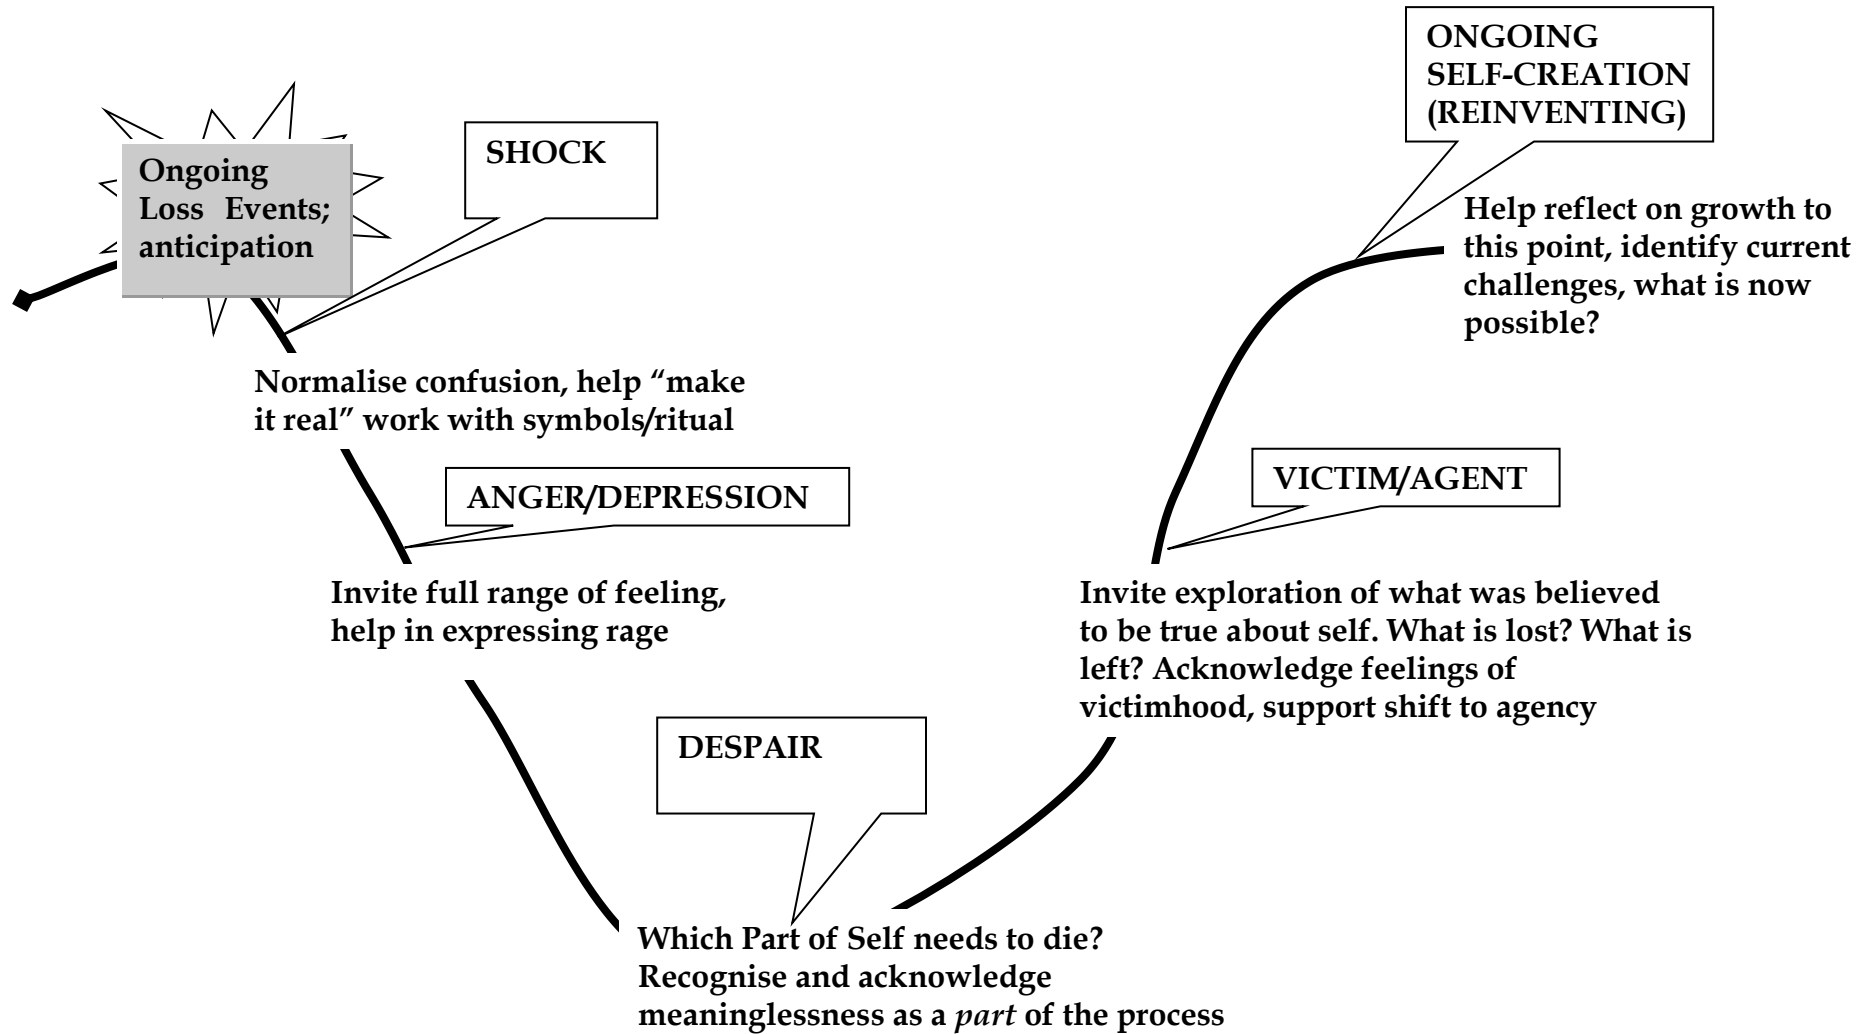 Ongoing
Loss Events;
anticipation
SHOCK
Normalise confusion, help “make
it real” work with symbols/ritual
ANGER/DEPRESSION
Invite full range of feeling,
help in expressing rage
DESPAIR
Which Part of Self needs to die?
Recognise and acknowledge
meaninglessness as a part of the process
VICTIM/AGENT
Invite exploration of what was believed
to be true about self. What is lost? What is
left? Acknowledge feelings of
victimhood, support shift to agency
ONGOING
SELF-CREATION
(REINVENTING)
Help reflect on growth to
this point, identify current
challenges, what is now
possible?